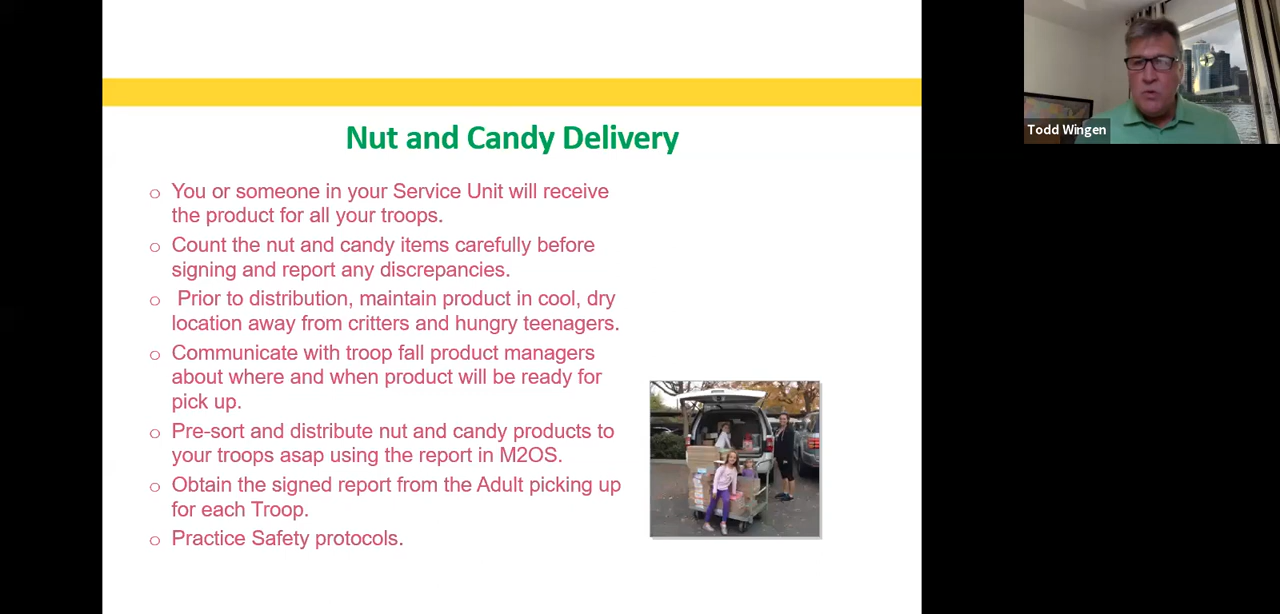 Nut and Candy Delivery
Todd Wingen
o You or someone in your Service Unit will receive
the product for all your troops.
o Count the nut and candy items carefully before
signing and report any discrepancies.
o Prior to distribution, maintain product in cool, dry
location away from critters and hungry teenagers.
o Communicate with troop fall product managers
about where and when product will be ready for
pick up.
o Pre-sort and distribute nut and candy products to
your troops asap using the report in M2OS.
o Obtain the signed report from the Adult picking up
for each Troop.
o Practice Safety protocols.